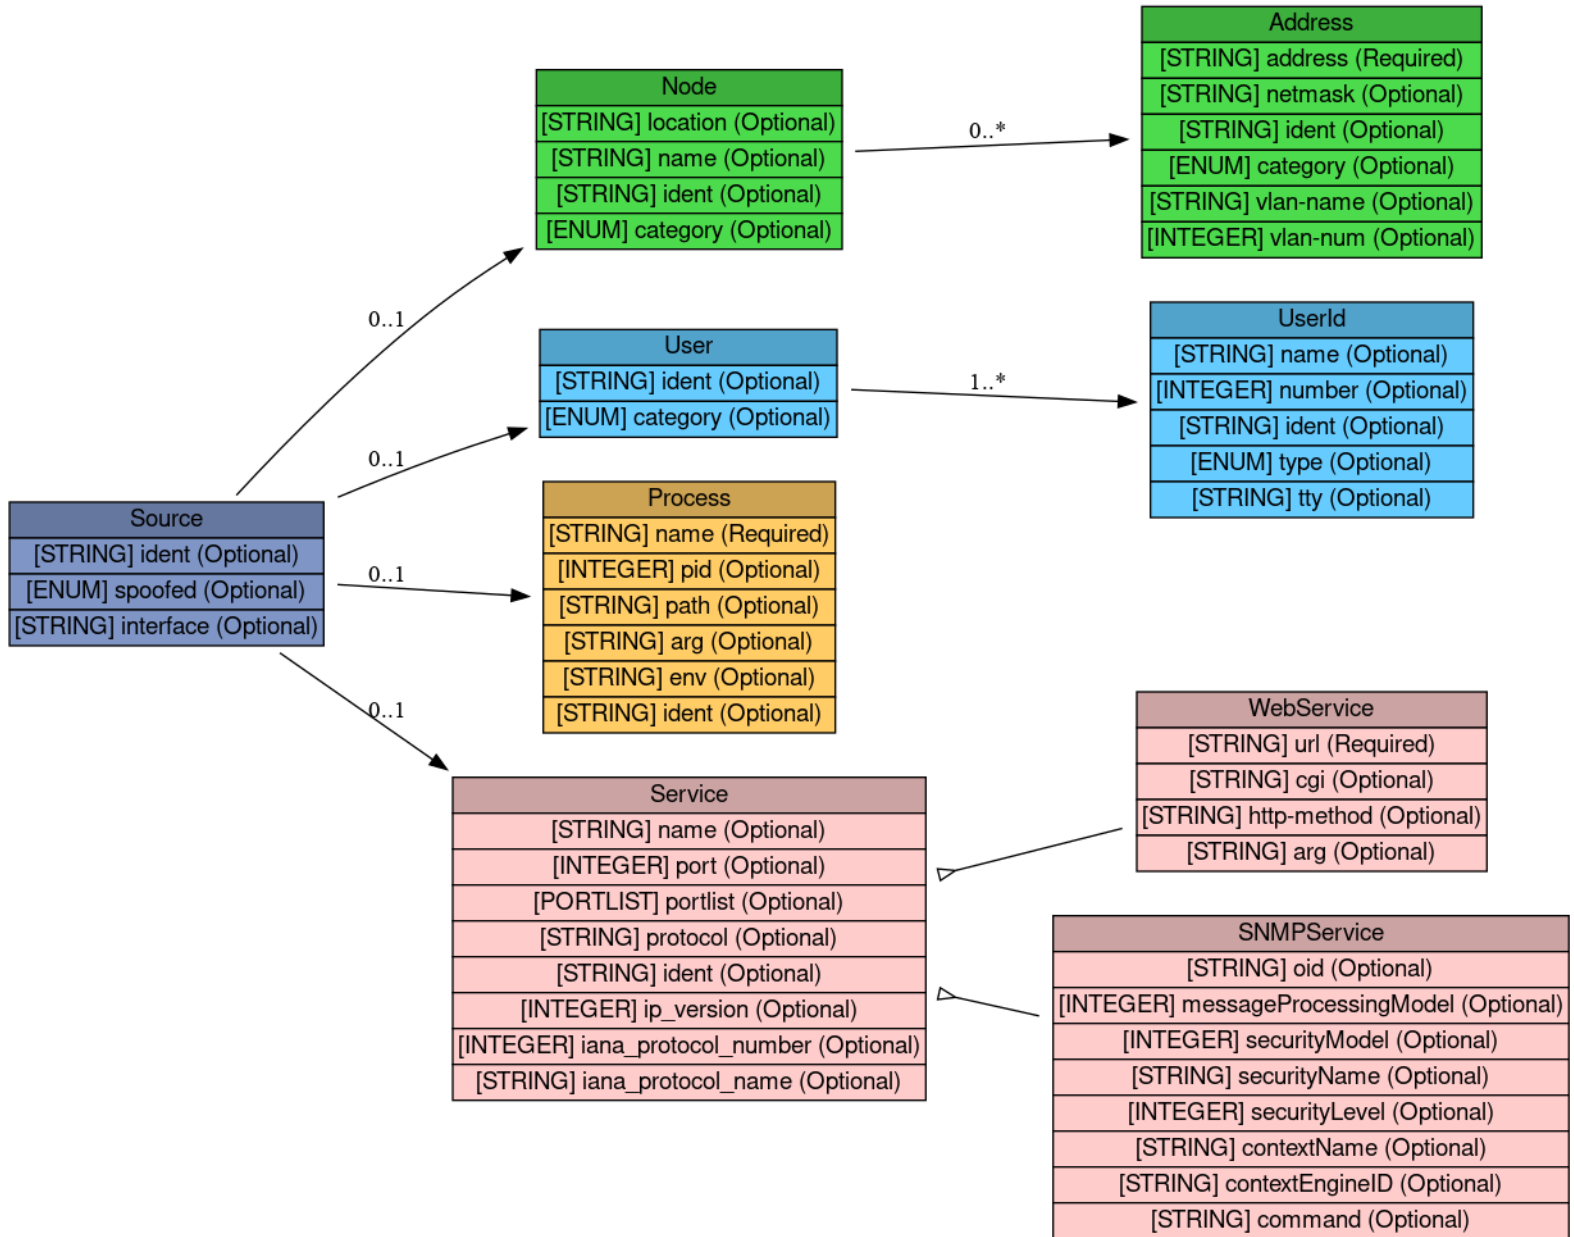 Address
[STRING] address (Required)
[STRING] netmask (Optional)
[STRING] ident (Optional)
[ENUM] category (Optional)
[STRING] vlan-name (Optional)
[INTEGER] vlan-num (Optional)
Node
[STRING] location (Optional)
[STRING] name (Optional)
[STRING] ident (Optional)
[ENUM] category (Optional)
0..*
0..1
User
[STRING] ident (Optional)
[ENUM] category (Optional)
1..*
UserId
[STRING] name (Optional)
[INTEGER] number (Optional)
[STRING] ident (Optional)
[ENUM] type (Optional)
[STRING] tty (Optional)
0..1
Source
[STRING] ident (Optional)
[ENUM] spoofed (Optional)
[STRING] interface (Optional)
0..1
Process
[STRING] name (Required)
[INTEGER] pid (Optional)
[STRING] path (Optional)
[STRING] arg (Optional)
[STRING] env (Optional)
[STRING] ident (Optional)
0..1
Service
[STRING] name (Optional)
[INTEGER] port (Optional)
[PORTLIST] portlist (Optional)
[STRING] protocol (Optional)
[STRING] ident (Optional)
[INTEGER] ip_version (Optional)
[INTEGER] iana_protocol_number (Optional)
[STRING] iana_protocol_name (Optional)
WebService
[STRING] url (Required)
[STRING] cgi (Optional)
[STRING] http-method (Optional)
[STRING] arg (Optional)
SNMPService
[STRING] oid (Optional)
[INTEGER] messageProcessingModel (Optional)
[INTEGER] securityModel (Optional)
[STRING] securityName (Optional)
[INTEGER] securityLevel (Optional)
[STRING] contextName (Optional)
[STRING] contextEngineID (Optional)
[STRING] command (Optional)